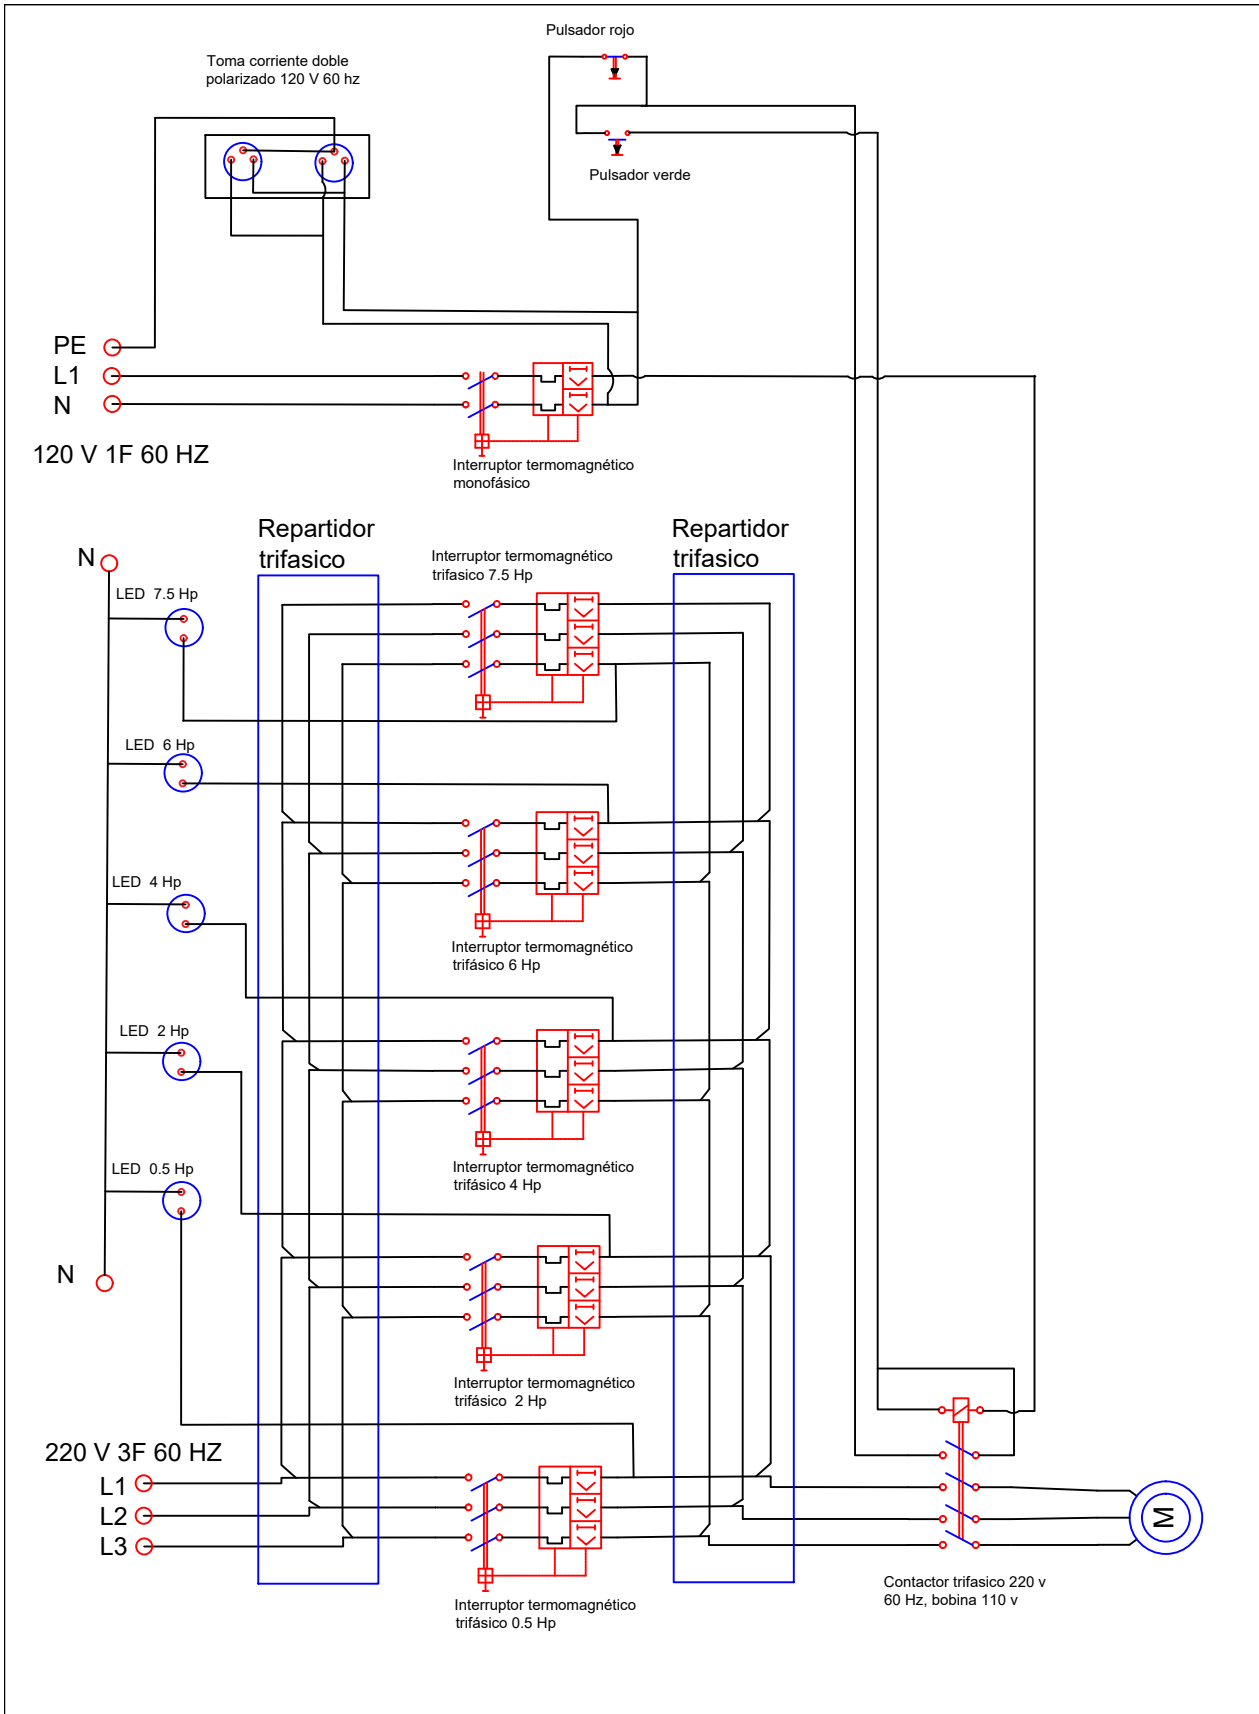 Pulsador rojo
Toma corriente doble
polarizado 120 V 60 hz
Pulsador verde
PE
L1
N
120 V 1F 60 HZ
Interruptor termomagnético
monofásico
Repartidor
trifasico
Interruptor termomagnético
trifasico 7.5 Hp
Repartidor
trifasico
N
LED  7.5 Hp
LED  6 Hp
LED  4 Hp
Interruptor termomagnético
trifásico 6 Hp
LED  2 Hp
LED  0.5 Hp
Interruptor termomagnético
trifásico 4 Hp
N
Interruptor termomagnético
trifásico  2 Hp
220 V 3F 60 HZ
L1
L2
L3
M
Contactor trifasico 220 v
60 Hz, bobina 110 v
Interruptor termomagnético
trifásico 0.5 Hp